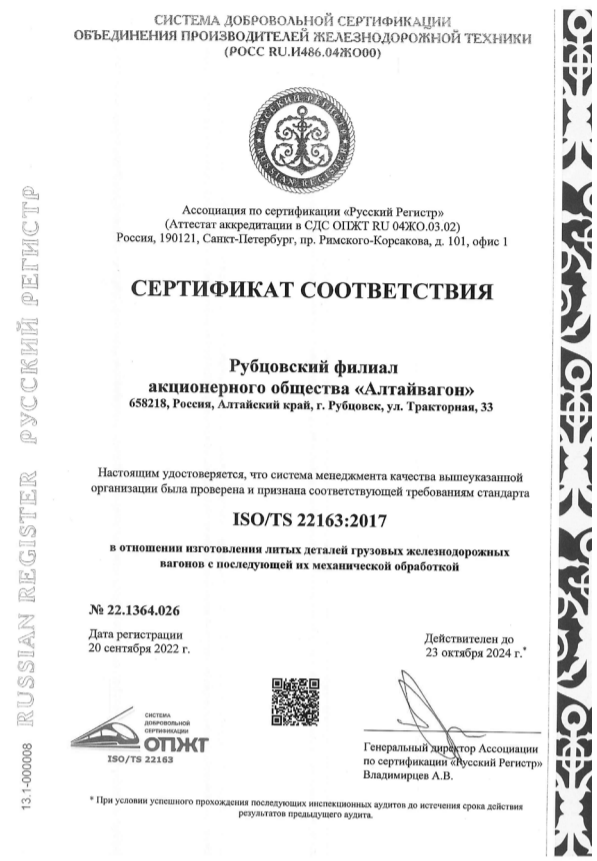 СИСТЕМА ДОБРОВОЛЬНОЙ СЕРТИФИКАЦИИ
ОБЪЕДИНЕНИЯ ПРОИЗВОДИТЕЛЕЙ ЖЕЛЕЗНОДОРОЖНОЙ ТЕХНИКИ
(РОСС RU.И486.04ЖО00)
РУССКИЙ РЕГИСТР
RUSSIAN REGISTER
Ассоциация по сертификации «Русский Регистр»
(Аттестат аккредитации в СДС ОПЖТ RU 04ЖО.03.02)
Россия, 190121, Санкт-Петербург, пр. Римского-Корсакова, д. 101, офис 1
СЕРТИФИКАТ СООТВЕТСТВИЯ
Рубцовский филиал
акционерного общества «Алтайвагон»
658218, Россия, Алтайский край, г. Рубцовск, ул. Тракторная, 33
Настоящим удостоверяется, что система менеджмента качества вышеуказанной
организации была проверена и признана соответствующей требованиям стандарта
ISO/TS 22163:2017
в отношении изготовления литых деталей грузовых железнодорожных
вагонов с последующей их механической обработкой
№ 22.1364.026
Дата регистрации
20 сентября 2022 г.
Действителен до
23 октября 2024 г.*
СИСТЕМА
ДОБРОВОЛЬНОЙ
СЕРТИФИКАЦИИ
ОПЖТ
ISO/TS 22163
Генеральный директор Ассоциации
по сертификации «Русский Регистр»
Владимирцев А.В.
* При условии успешного прохождения последующих инспекционных аудитов до истечения срока действия
результатов предыдущего аудита.
13.1-000008
RUSSIAN REGISTER РУССКИЙ РЕГИСТР